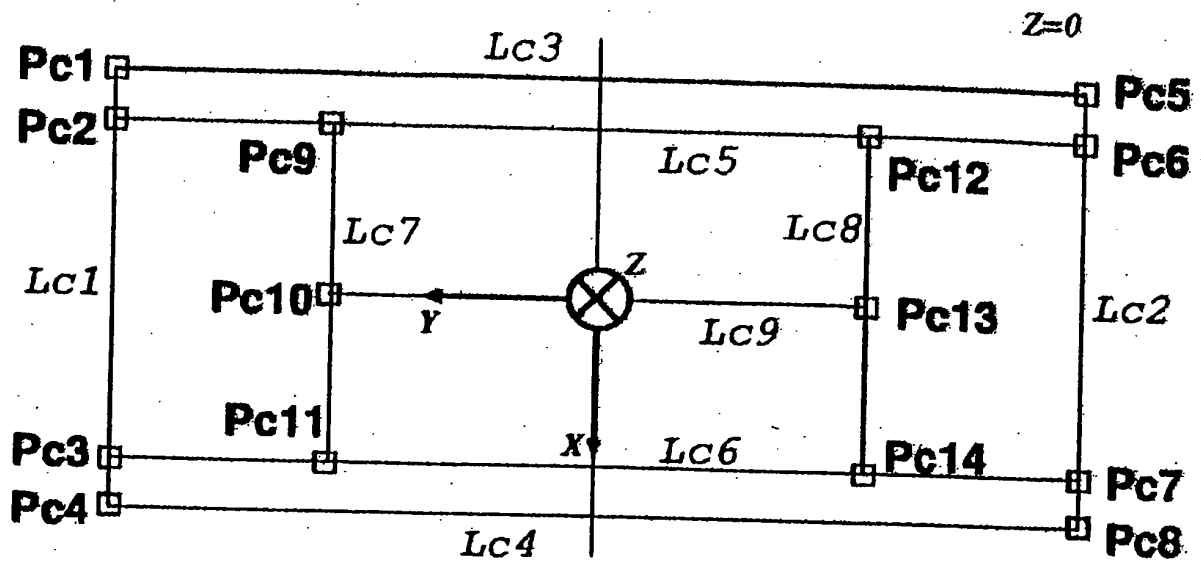 Z=0
Lc3
Pc1
Pc5
Pc2
Pc6
Pc9
Lc5
Pc12
Lc7
Lc8
Z
Lc1
Pc10
Y
Lc9
Pc13
Lc2
Pc11
X
Lc6
Pc14
Pc3
Pc7
Pc4
Lc4
Pc8